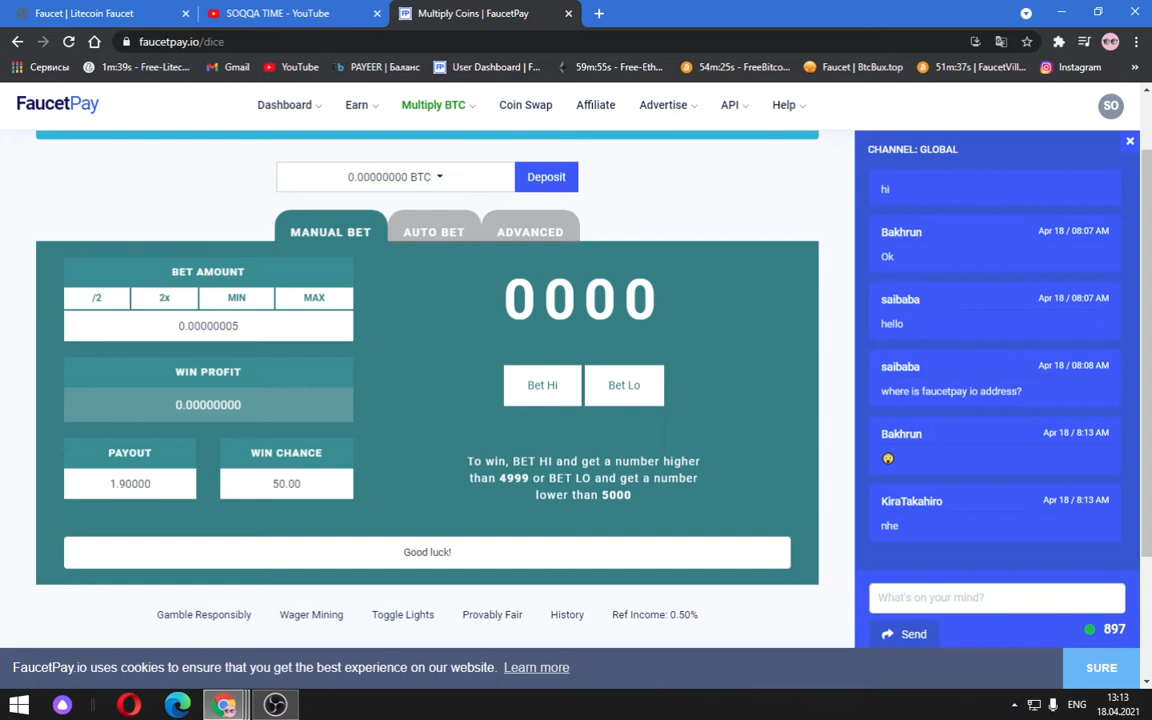 Faucet | Litecoin Faucet
SOQQA TIME - YouTube
Multiply Coins | FaucetPay
faucetpay.io/dice
Сервисы
1m:39s - Free-Litec...
Gmail
YouTube
PAYEER | Баланс
User Dashboard | F...
59m:55s - Free-Eth...
54m:25s - FreeBitco...
Faucet | BtcBux.top
51m:37s | FaucetVill...
Instagram
»
FaucetPay
Dashboard
Earn
Multiply BTC
Coin Swap
Affiliate
Advertise
API
Help
SO
0.00000000 BTC
Deposit
MANUAL BET
AUTO BET
ADVANCED
BET AMOUNT
/2
2x
MIN
MAX
0.00000005
WIN PROFIT
0.00000000
PAYOUT
WIN CHANCE
1.90000
50.00
0000
Bet Hi
Bet Lo
To win, BET HI and get a number higher
than 4999 or BET LO and get a number
lower than 5000
Good luck!
Gamble Responsibly
Wager Mining
Toggle Lights
Provably Fair
History
Ref Income: 0.50%
CHANNEL: GLOBAL
hi
Bakhrun
Apr 18 / 08:07 AM
Ok
saibaba
Apr 18 / 08:07 AM
hello
saibaba
Apr 18 / 08:08 AM
where is faucetpay io address?
Bakhrun
Apr 18 / 8:13 AM
😲
KiraTakahiro
Apr 18 / 8:13 AM
nhe
What's on your mind?
Send
897
FaucetPay.io uses cookies to ensure that you get the best experience on our website. Learn more
SURE
ENG
13:13
18.04.2021